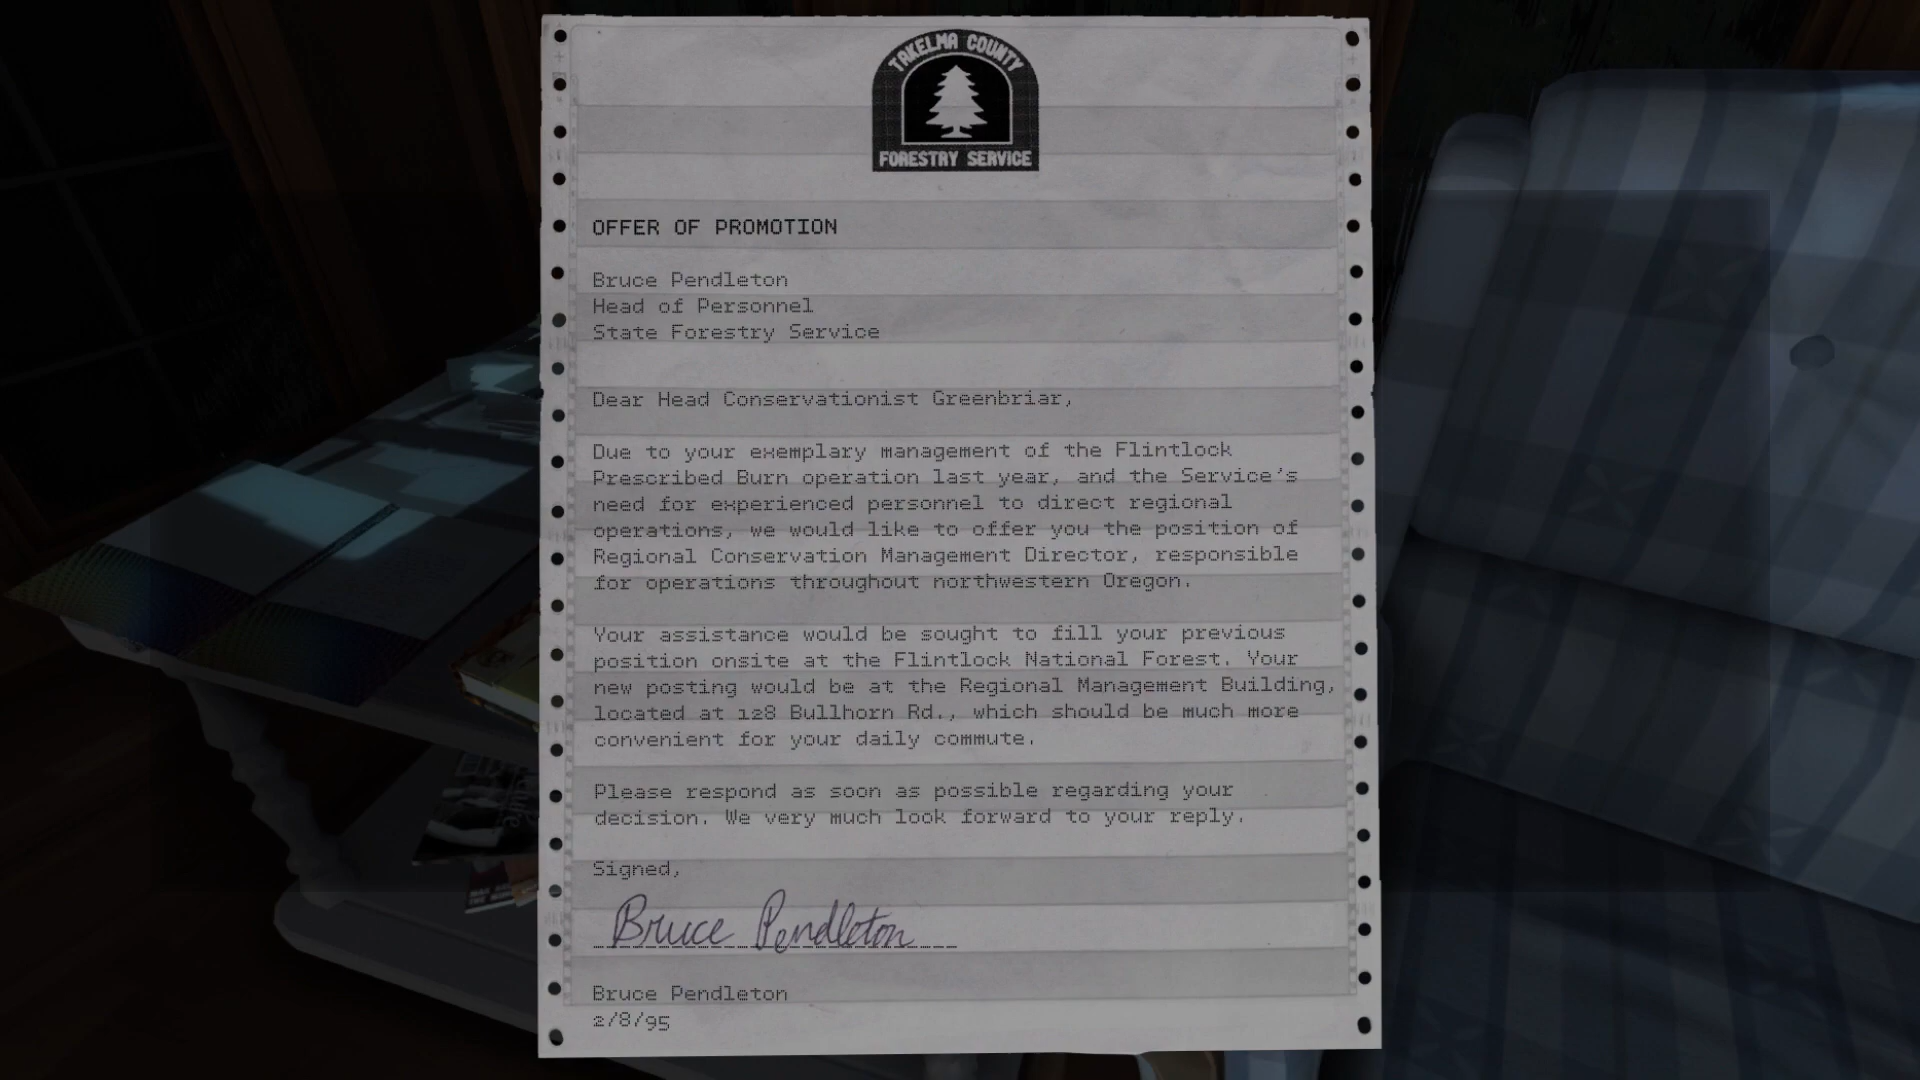 TAKELMA COUNTY
FORESTRY SERVICE
OFFER OF PROMOTION
Bruce Pendleton
Head of Personnel
State Forestry Service
Dear Head Conservationist Greenbriar,
Due to your exemplary management of the Flintlock
Prescribed Burn operation last year, and the Service's
need for experienced personnel to direct regional
operations, we would like to offer you the position of
Regional Conservation Management Director, responsible
for operations throughout northwestern Oregon.
Your assistance would be sought to fill your previous
position onsite at the Flintlock National Forest. Your
new posting would be at the Regional Management Building,
located at 128 Bullhorn Rd., which should be much more
convenient for your daily commute.
Please respond as soon as possible regarding your
decision. We very much look forward to your reply.
Signed,
Bruce Pendleton
Bruce Pendleton
2/8/95